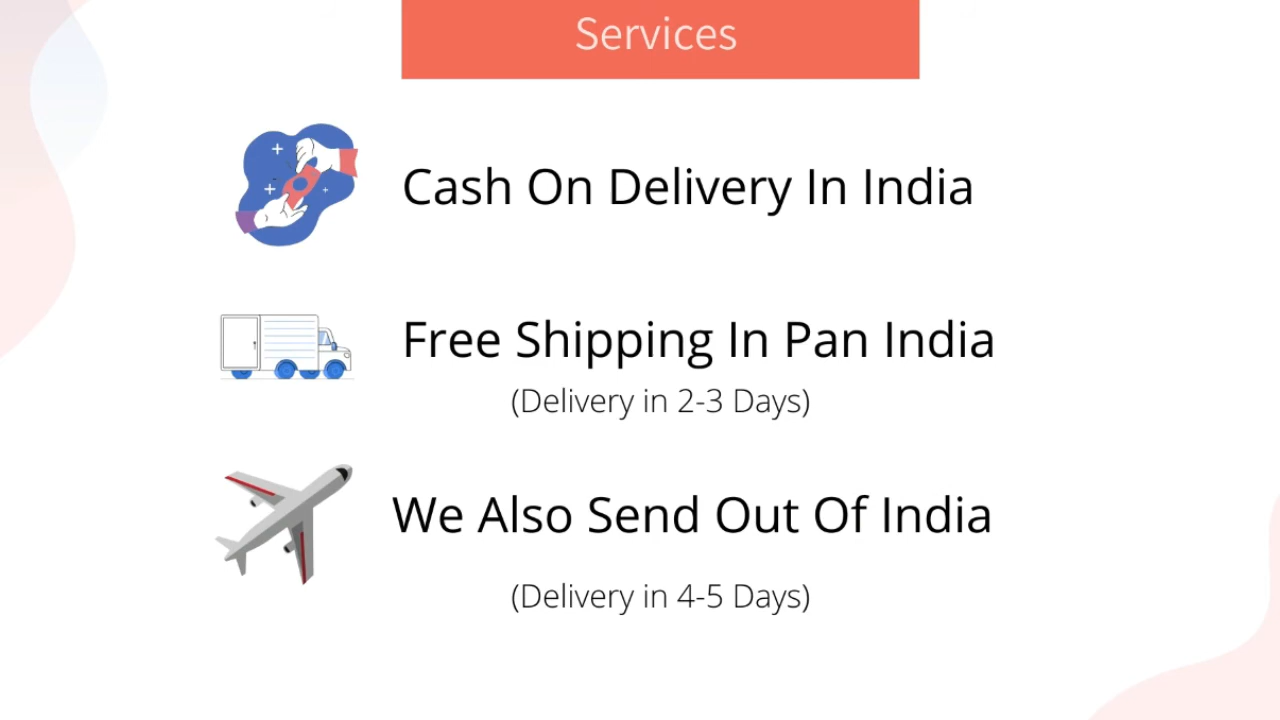 Services
Cash On Delivery In India
Free Shipping In Pan India
(Delivery in 2-3 Days)
We Also Send Out Of India
(Delivery in 4-5 Days)